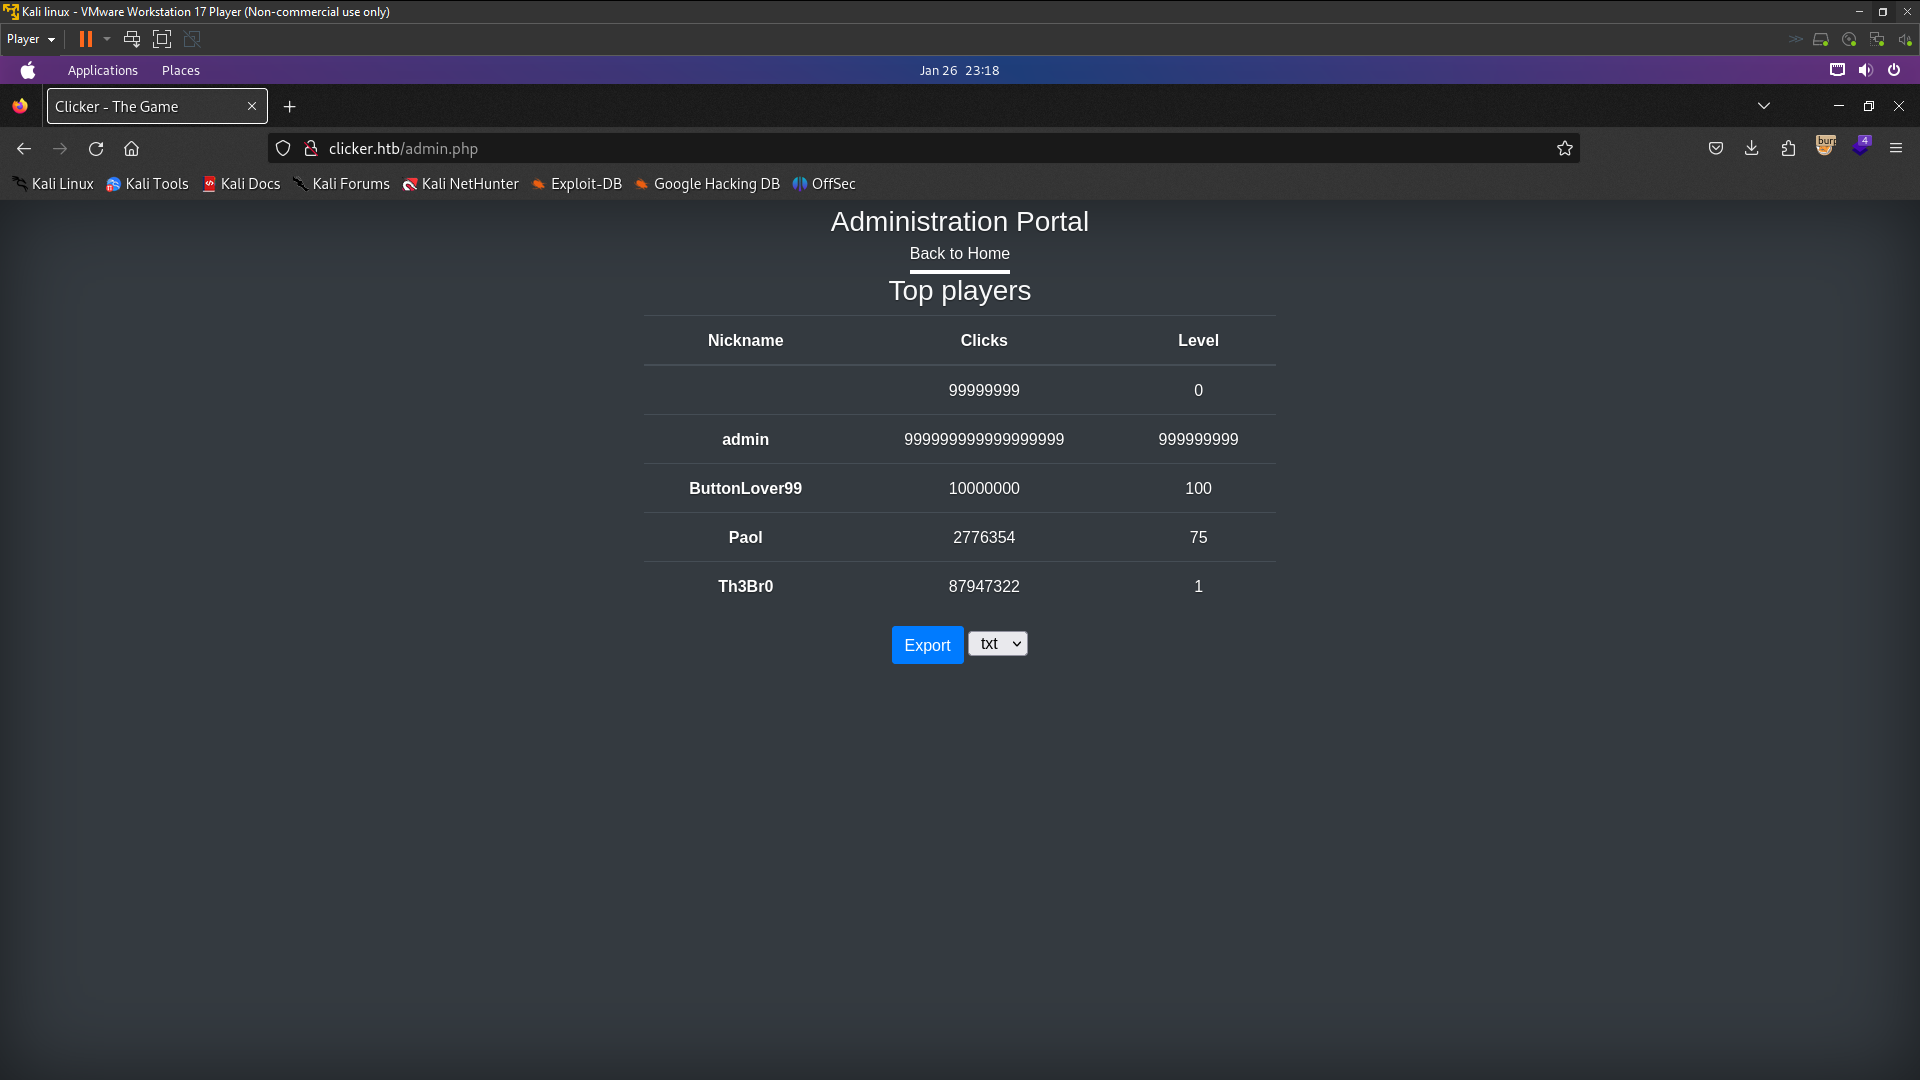 Kali linux - VMware Workstation 17 Player (Non-commercial use only)
Player
Applications Places Jan 26 23:18
Clicker - The Game
clicker.htb/admin.php
4
Kali Linux Kali Tools Kali Docs Kali Forums Kali NetHunter Exploit-DB Google Hacking DB OffSec
Administration Portal
Back to Home
Top players
Nickname Clicks Level
99999999 0
admin 999999999999999999 999999999
ButtonLover99 10000000 100
Paol 2776354 75
Th3Br0 87947322 1
Export txt